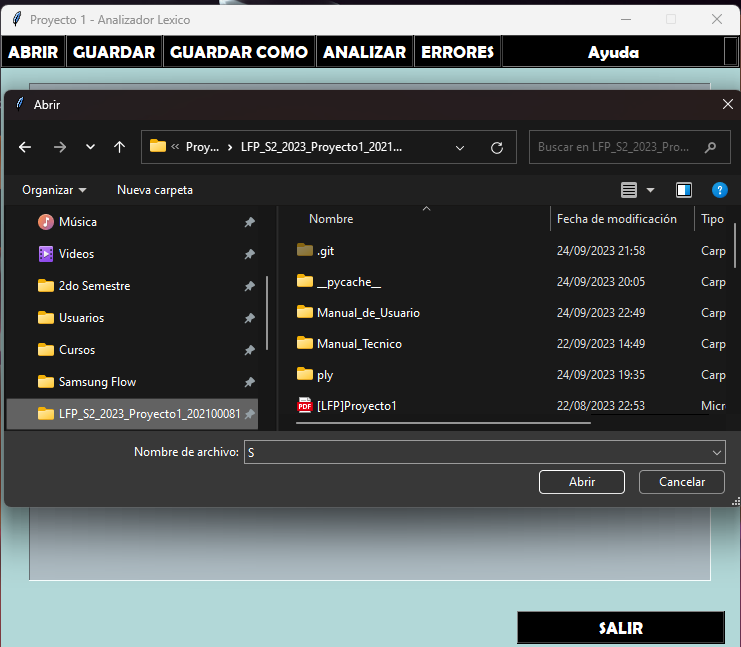 Proyecto 1 - Analizador Lexico
ABRIR GUARDAR GUARDAR COMO ANALIZAR ERRORES Ayuda
Abrir
« Proy... › LFP_S2_2023_Proyecto1_2021... Buscar en LFP_S2_2023_Pro...
Organizar Nueva carpeta ?
Nombre Fecha de modificación Tipo
Música
Videos
2do Semestre
Usuarios
Cursos
Samsung Flow
LFP_S2_2023_Proyecto1_202100081
.git 24/09/2023 21:58 Carp
__pycache__ 24/09/2023 20:05 Carp
Manual_de_Usuario 24/09/2023 22:49 Carp
Manual_Tecnico 22/09/2023 14:49 Carp
ply 24/09/2023 19:35 Carp
PDF [LFP]Proyecto1 22/08/2023 22:53 Micr
Nombre de archivo: S
Abrir Cancelar
SALIR